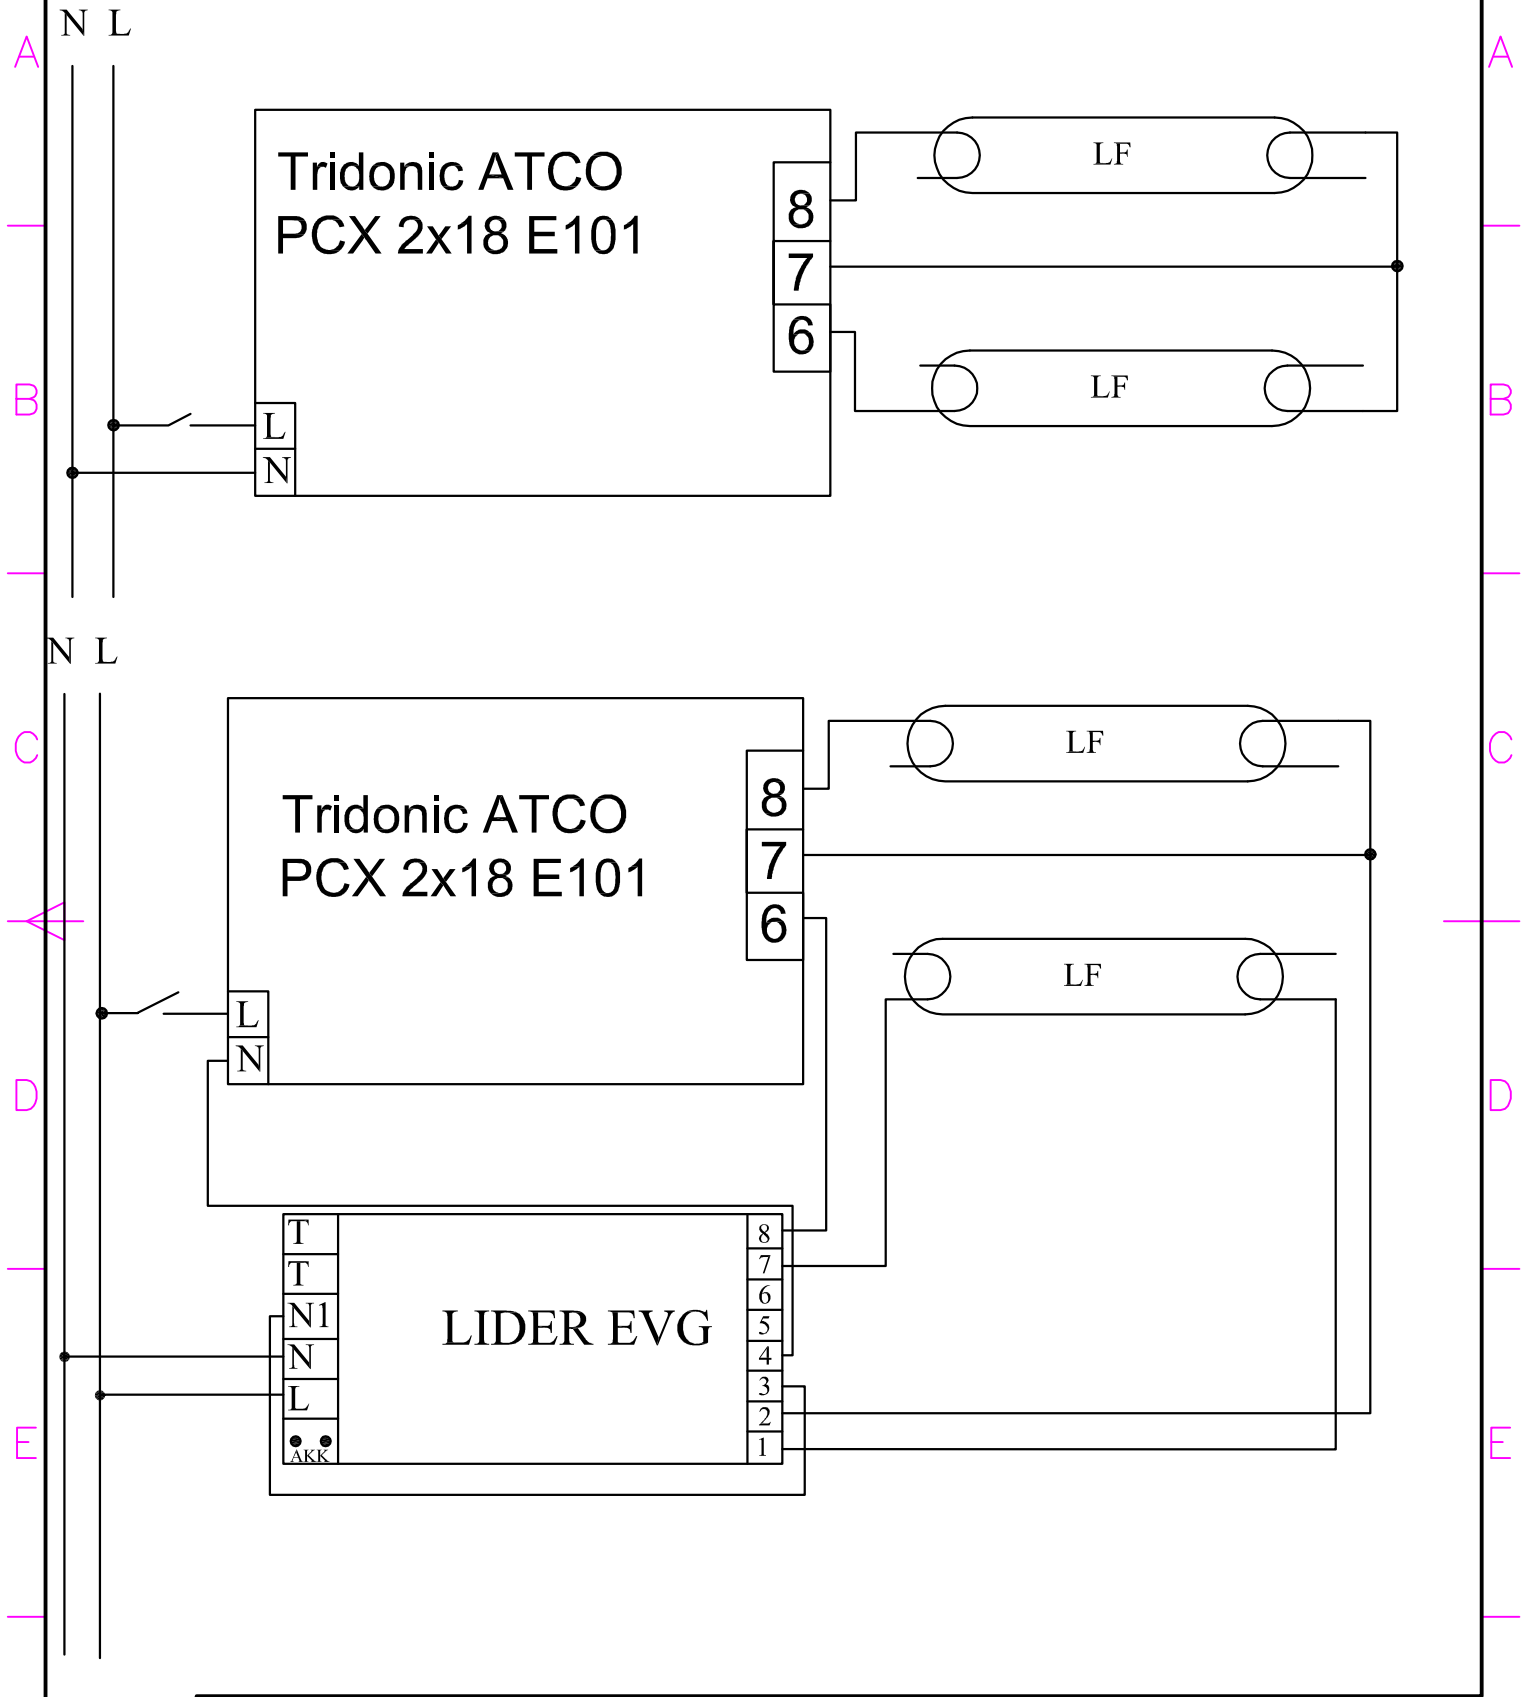 N L
A A
Tridonic ATCO
PCX 2x18 E101
LF
8
7
6
LF
B B
L
N
N L
C C
LF
Tridonic ATCO
PCX 2x18 E101
8
7
6
LF
L
N
D D
T
T
N1
N
L
AKK
LIDER EVG
8
7
6
5
4
3
2
1
E E